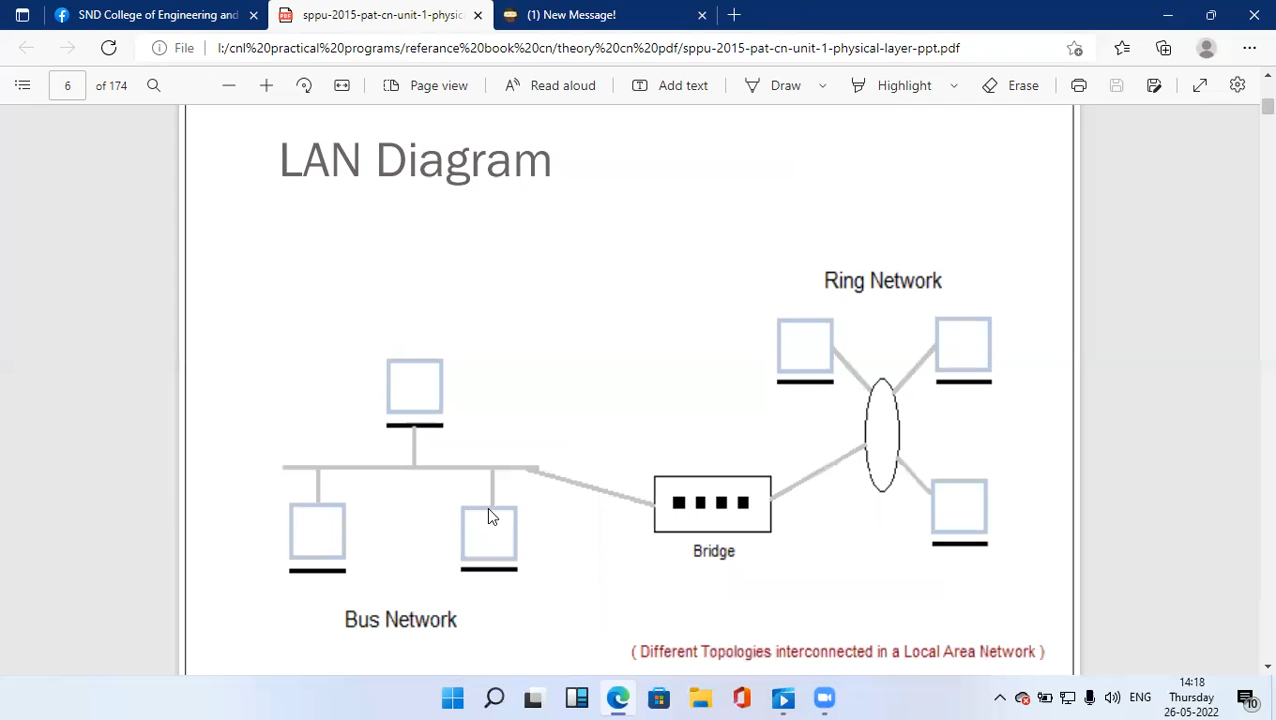 SND College of Engineering and
sppu-2015-pat-cn-unit-1-physic
(1) New Message!
File
l:/cnl%20practical%20programs/referance%20book%20cn/theory%20cn%20pdf/sppu-2015-pat-cn-unit-1-physical-layer-ppt.pdf
6 of 174
Page view
Read aloud
Add text
Draw
Highlight
Erase
LAN Diagram
Ring Network
Bridge
Bus Network
( Different Topologies interconnected in a Local Area Network )
ENG
14:18
Thursday
26-05-2022
10